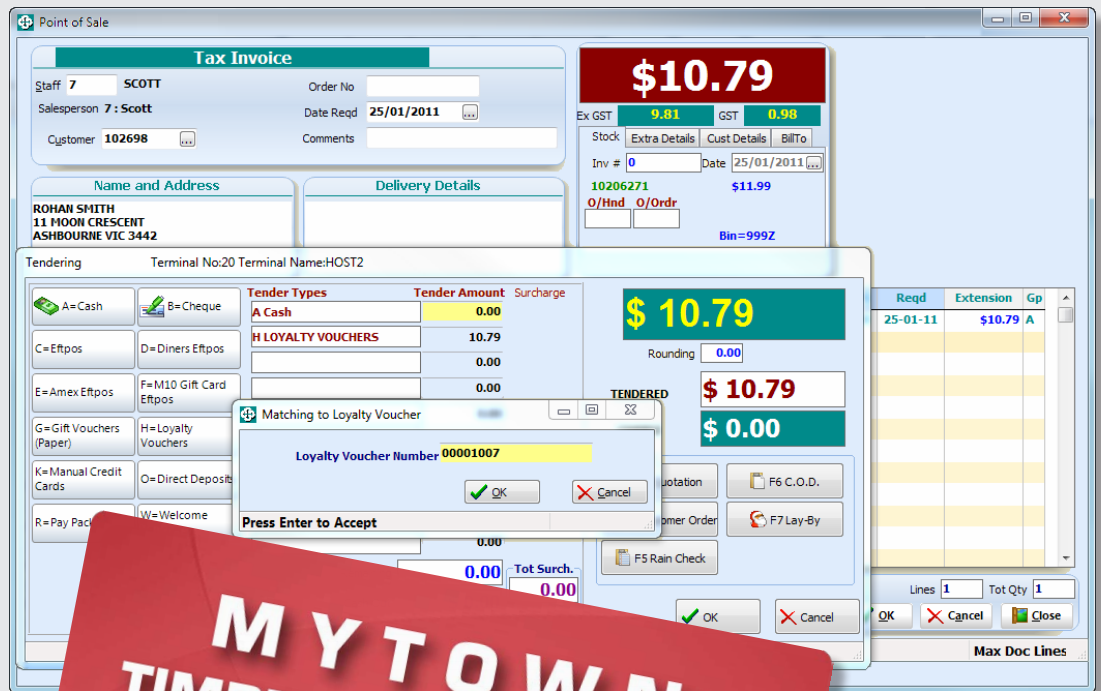 Point of Sale
Tax Invoice
Staff 7 SCOTT
Salesperson 7 : Scott
Customer 102698 ...
Order No
Date Reqd 25/01/2011 ...
Comments
$10.79
Ex GST 9.81 GST 0.98
Stock Extra Details Cust Details BillTo
Inv # 0 Date 25/01/2011 ...
10206271 $11.99
O/Hnd O/Ordr
Bin=999Z
Name and Address
ROHAN SMITH
11 MOON CRESCENT
ASHBOURNE VIC 3442
Delivery Details
Reqd Extension Gp
25-01-11 $10.79 A
Tendering Terminal No:20 Terminal Name:HOST2
A=Cash B=Cheque
C=Eftpos D=Diners Eftpos
E=Amex Eftpos F=M10 Gift Card
Eftpos
G=Gift Vouchers
(Paper)
H=Loyalty
Vouchers
K=Manual Credit
Cards
O=Direct Deposits
R=Pay
W=Welcome
Tender Types Tender Amount Surcharge
A Cash 0.00
H LOYALTY VOUCHERS 10.79
0.00
0.00
$ 10.79
Rounding 0.00
TENDERED $ 10.79
$ 0.00
Matching to Loyalty Voucher
Loyalty Voucher Number 00001007
OK Cancel
Press Enter to Accept
0.00
0.00 Tot Surch.
0.00
F6 C.O.D.
F7 Lay-By
F5 Rain Check
OK Cancel
Lines 1 Tot Qty 1
OK Cancel Close
Max Doc Lines
MYTOWN